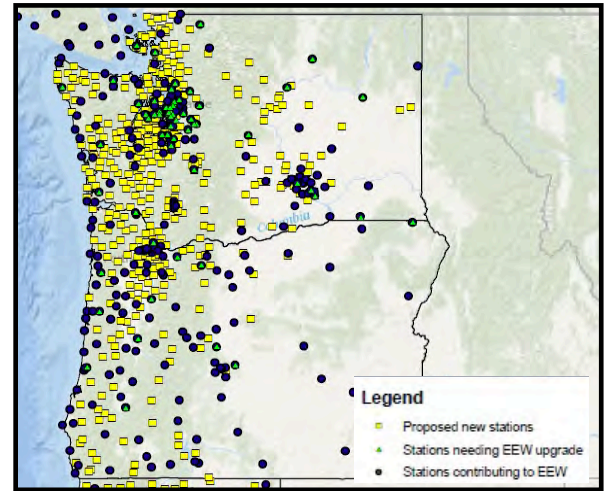 Columbia
Legend
Proposed new stations
Stations needing EEW upgrade
Stations contributing to EEW